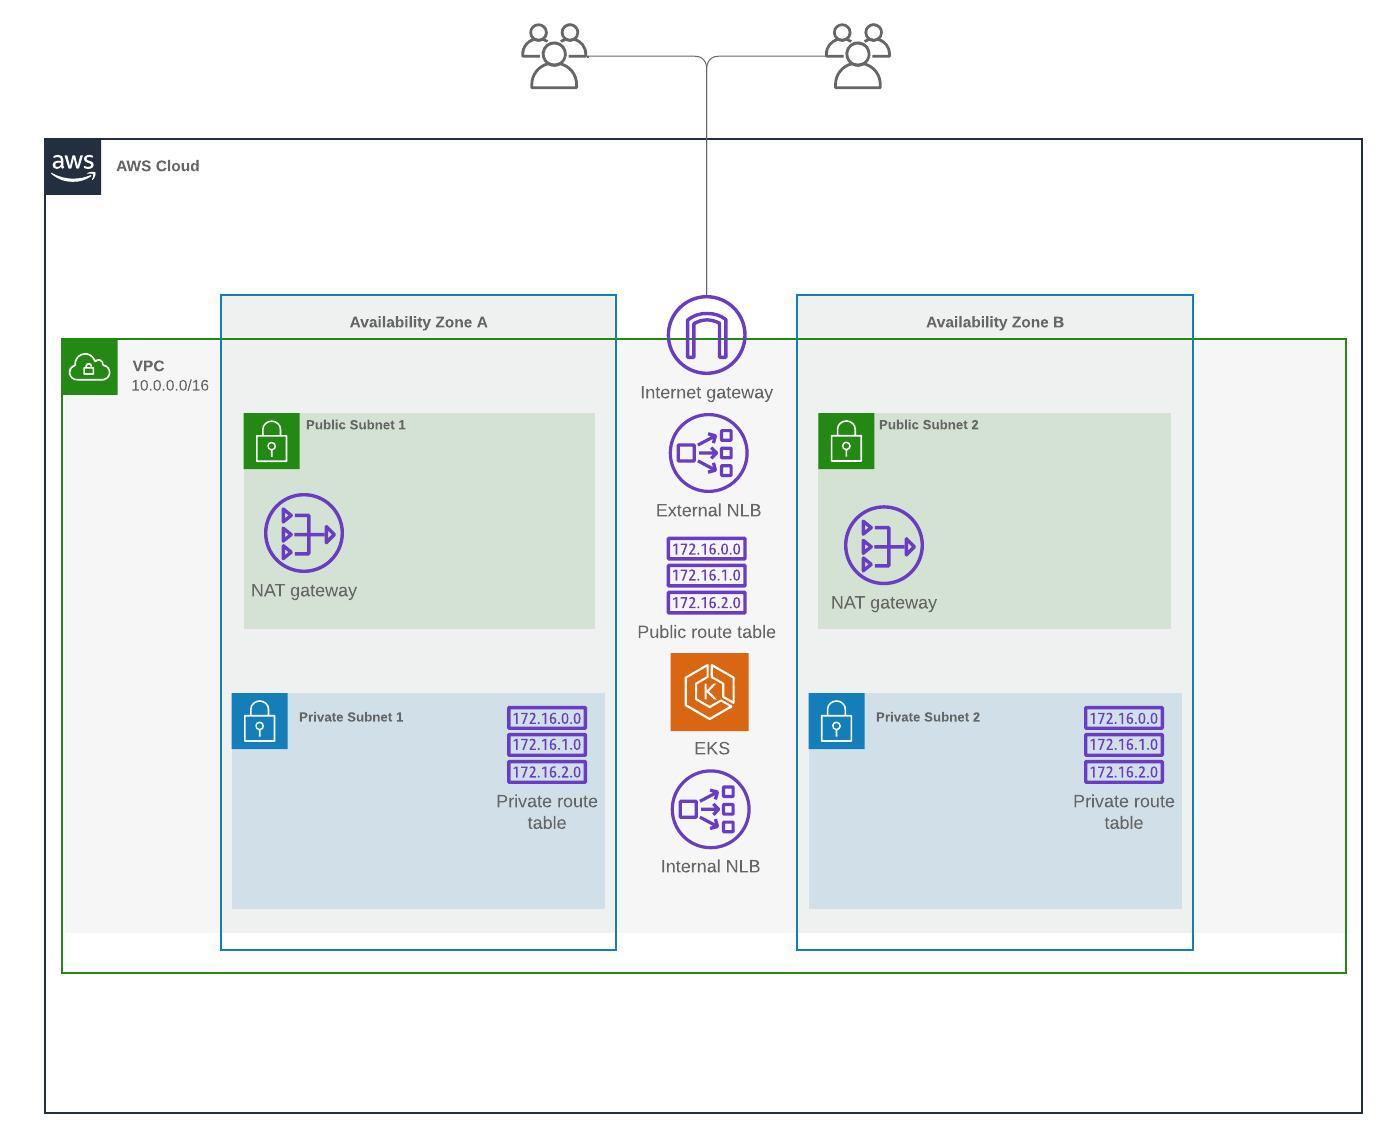 aws
AWS Cloud
Availability Zone A
Availability Zone B
VPC
10.0.0.0/16
Internet gateway
Public Subnet 1
Public Subnet 2
External NLB
NAT gateway
NAT gateway
172.16.0.0
172.16.1.0
172.16.2.0
Public route table
K
EKS
Private Subnet 1
172.16.0.0
172.16.1.0
172.16.2.0
Private route
table
Private Subnet 2
172.16.0.0
172.16.1.0
172.16.2.0
Private route
table
Internal NLB